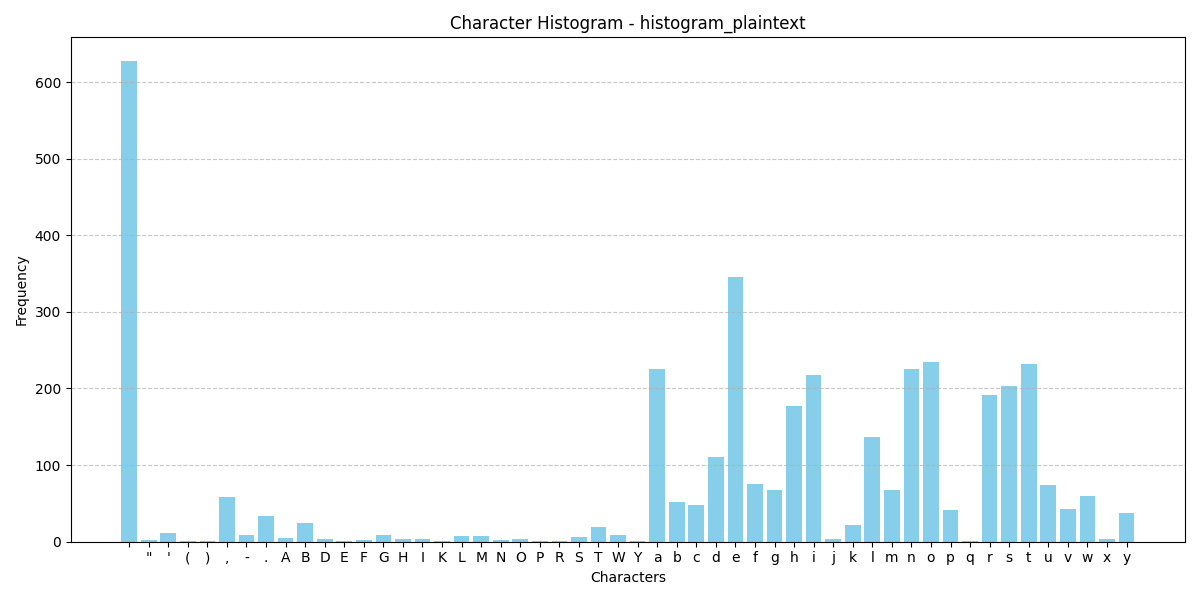 Character Histogram - histogram_plaintext
Frequency
600
500
400
300
200
100
0
" ' ( ) , - . A B D E F G H I K L M N O P R S T W Y a b c d e f g h i j k l m n o p q r s t u v w x y
Characters